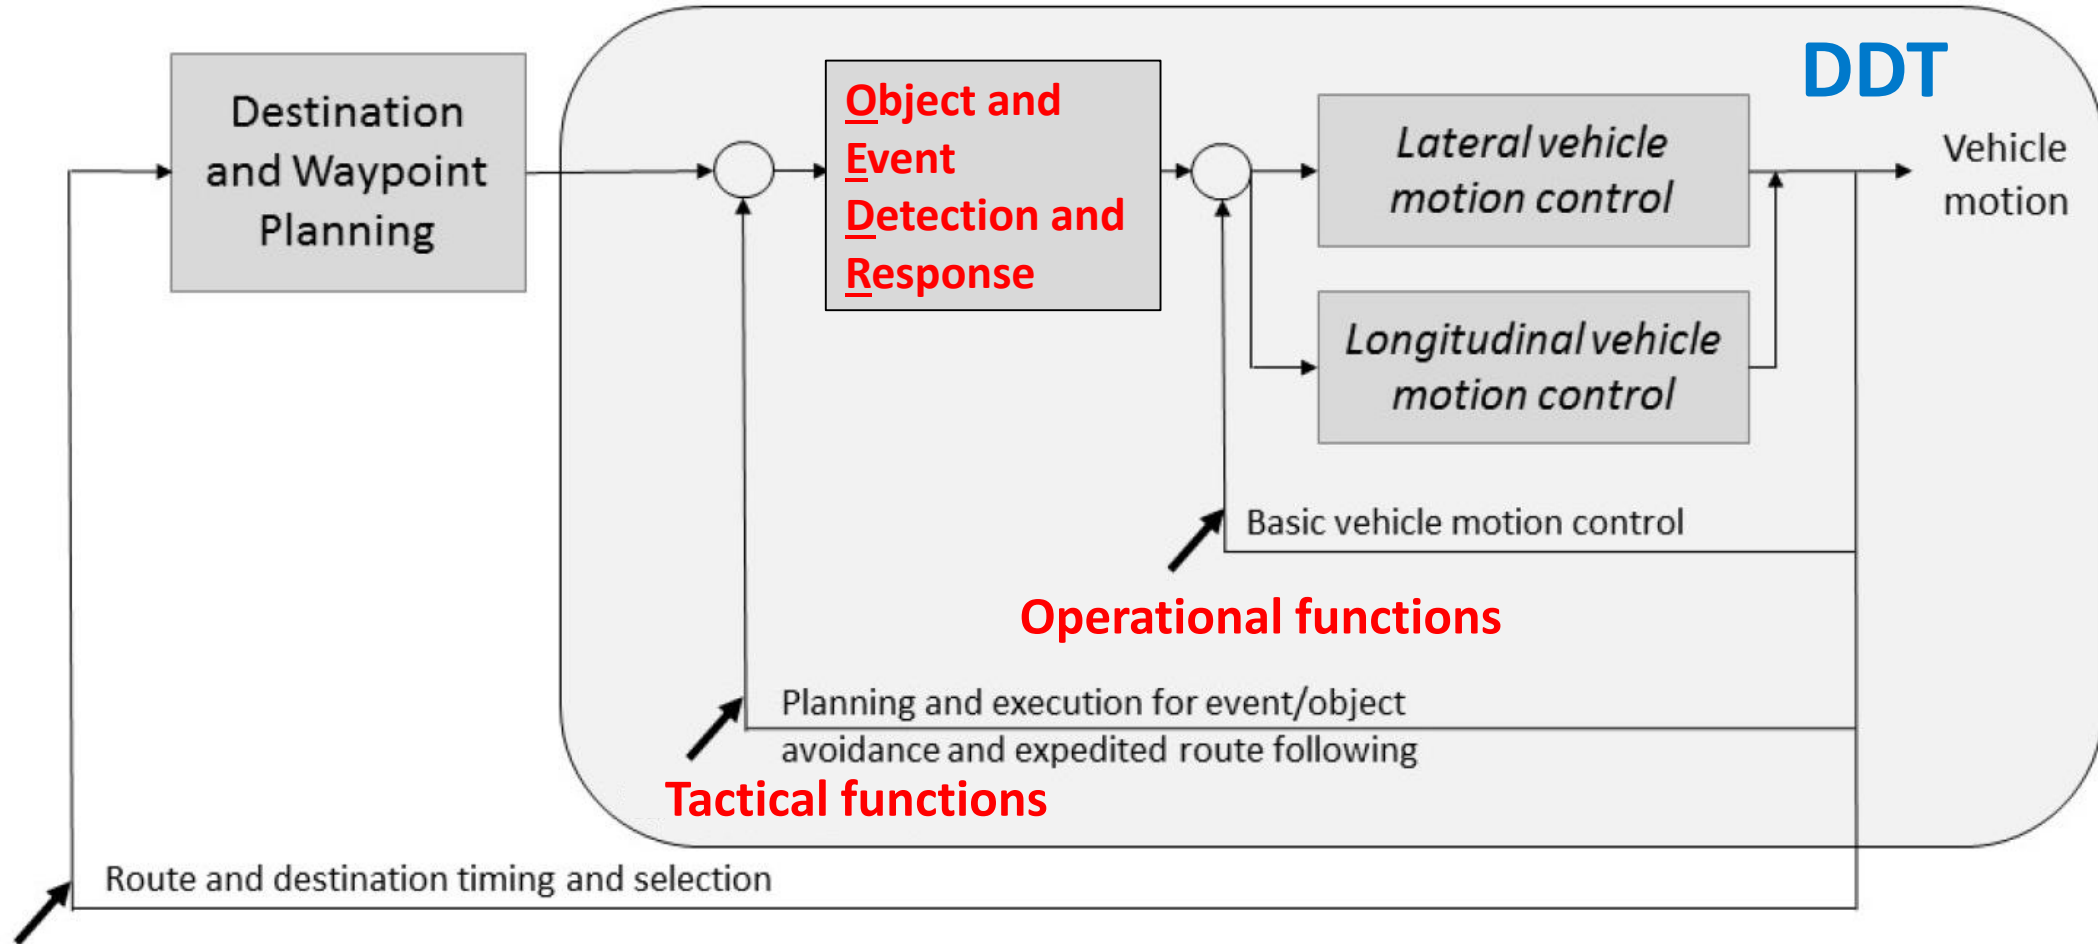 DDT
Destination
and Waypoint
Planning
Object and
Event
Detection and
Response
Lateral vehicle
motion control
Vehicle
motion
Longitudinal vehicle
motion control
Basic vehicle motion control
Operational functions
Planning and execution for event/object
avoidance and expedited route following
Tactical functions
Route and destination timing and selection